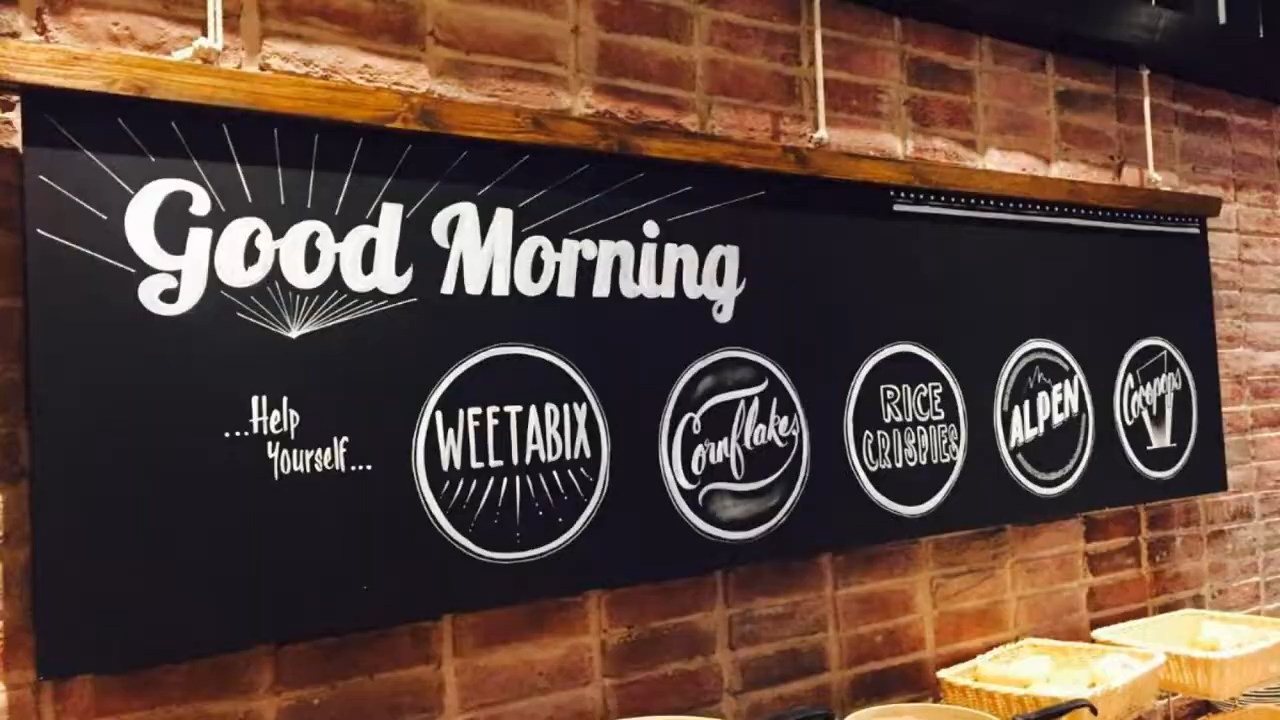 Good Morning
...Help
Yourself...
WEETABIX
Cornflakes
RICE
CRISPIES
ALPEN
Cocopops